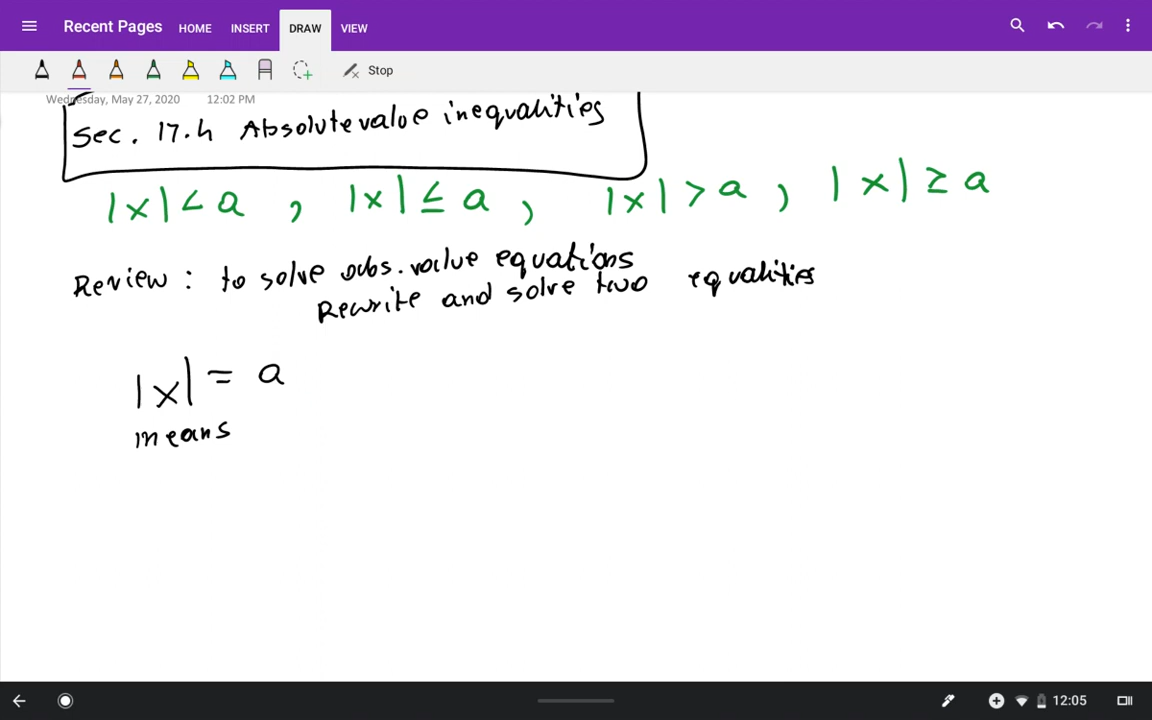 Recent Pages HOME INSERT DRAW VIEW
Stop
Wednesday, May 27, 2020 12:02 PM
Sec. 17.4 Absolute value inequalities
|x| < a , |x| ≤ a , |x| > a , |x| ≥ a
Review : to solve abs. value equations
Rewrite and solve two equalities
|x| = a
means
12:05